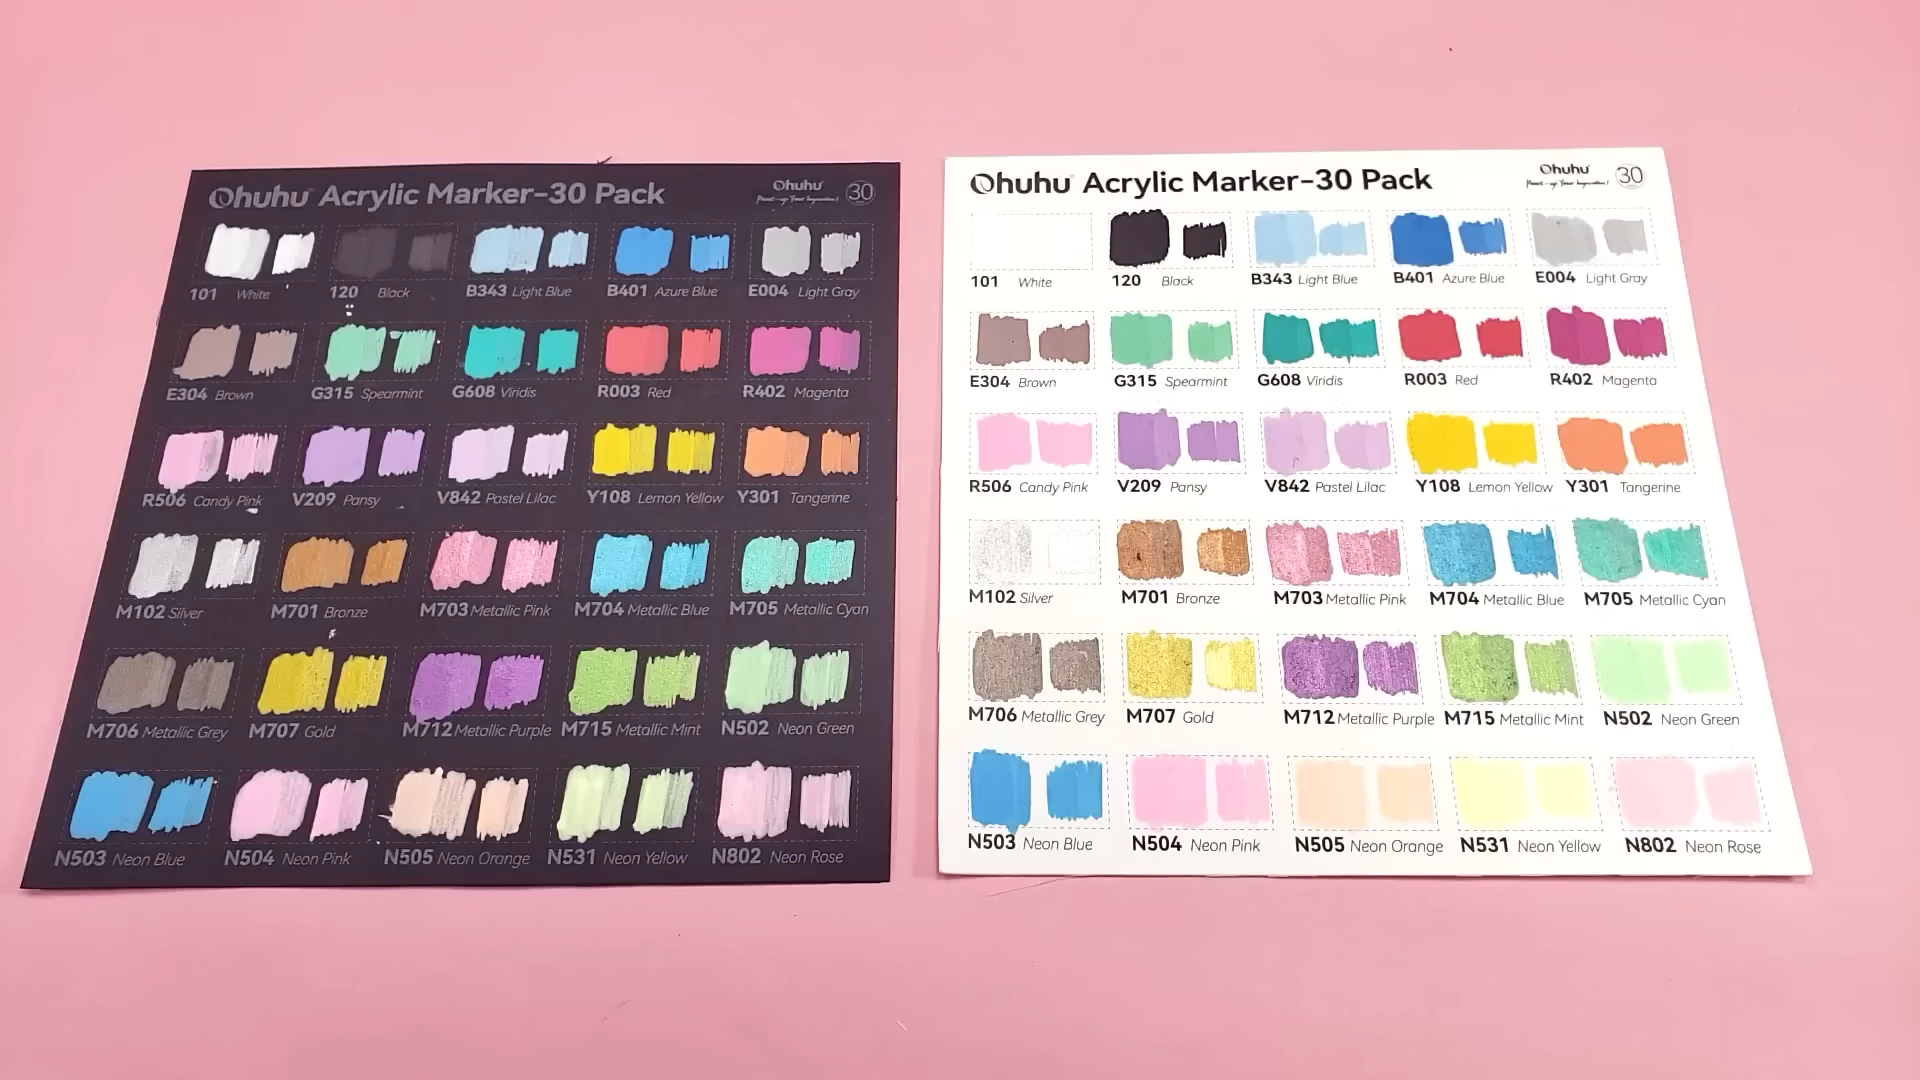 Ohuhu Acrylic Marker-30 Pack
Ohuhu
30
101 White
120 Black
B343 Light Blue
B401 Azure Blue
E004 Light Gray
E304 Brown
G315 Spearmint
G608 Viridis
R003 Red
R402 Magenta
R506 Candy Pink
V209 Pansy
V842 Pastel Lilac
Y108 Lemon Yellow
Y301 Tangerine
M102 Silver
M701 Bronze
M703 Metallic Pink
M704 Metallic Blue
M705 Metallic Cyan
M706 Metallic Grey
M707 Gold
M712 Metallic Purple
M715 Metallic Mint
N502 Neon Green
N503 Neon Blue
N504 Neon Pink
N505 Neon Orange
N531 Neon Yellow
N802 Neon Rose
Ohuhu Acrylic Marker-30 Pack
Ohuhu
30
101 White
120 Black
B343 Light Blue
B401 Azure Blue
E004 Light Gray
E304 Brown
G315 Spearmint
G608 Viridis
R003 Red
R402 Magenta
R506 Candy Pink
V209 Pansy
V842 Pastel Lilac
Y108 Lemon Yellow
Y301 Tangerine
M102 Silver
M701 Bronze
M703 Metallic Pink
M704 Metallic Blue
M705 Metallic Cyan
M706 Metallic Grey
M707 Gold
M712 Metallic Purple
M715 Metallic Mint
N502 Neon Green
N503 Neon Blue
N504 Neon Pink
N505 Neon Orange
N531 Neon Yellow
N802 Neon Rose